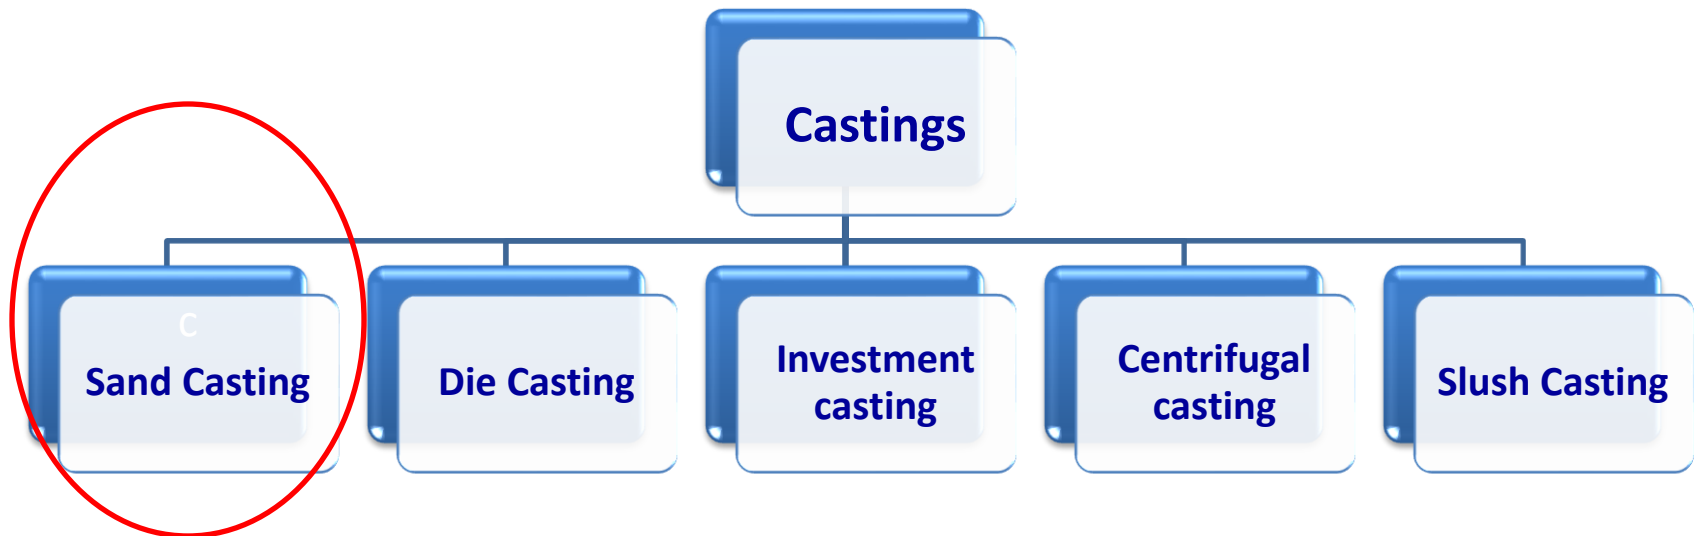 Castings
C
Sand Casting
Die Casting
Investment
casting
Centrifugal
casting
Slush Casting